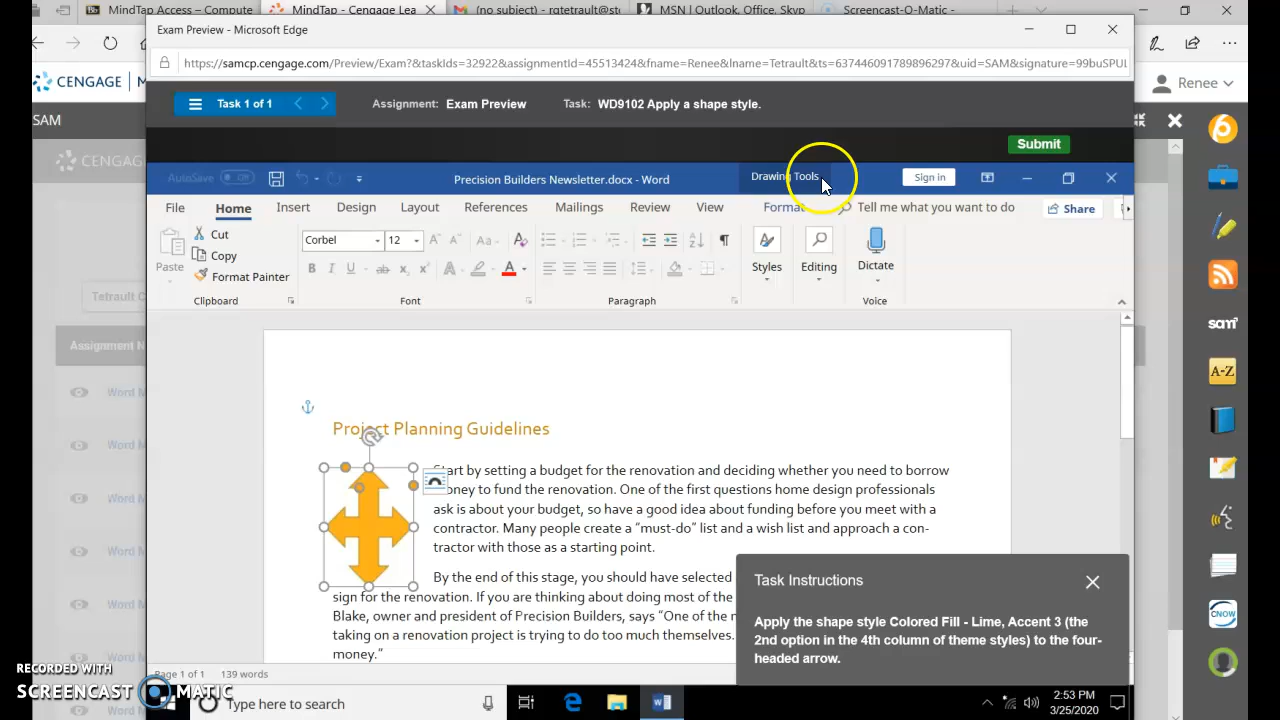 MindTap Access – Compute
MindTap - Cengage Lea
(no subject) - rgtetrault@st
MSN | Outlook, Office, Skyp
Screencast-O-Matic -
Exam Preview - Microsoft Edge
https://samcp.cengage.com/Preview/Exam?&taskIds=32922&assignmentId=45513424&fname=Renee&lname=Tetrault&ts=637446091789896297&uid=SAM&signature=99buSPUL
CENGAGE
Renee
Task 1 of 1
Assignment: Exam Preview
Task: WD9102 Apply a shape style.
SAM
Submit
CENGAGE
AutoSave Off
Precision Builders Newsletter.docx - Word
Drawing Tools
Sign in
File Home Insert Design Layout References Mailings Review View Format Tell me what you want to do Share
Paste
Cut
Copy
Format Painter
Corbel 12
Styles
Editing
Dictate
Clipboard Font Paragraph Voice
Tetrault C
Assignment N
Word M
Word M
Word M
Word M
Word M
Word M
sam
A-Z
CNOW
Project Planning Guidelines
Start by setting a budget for the renovation and deciding whether you need to borrow
money to fund the renovation. One of the first questions home design professionals
ask is about your budget, so have a good idea about funding before you meet with a
contractor. Many people create a "must-do" list and a wish list and approach a con-
tractor with those as a starting point.
By the end of this stage, you should have selected
sign for the renovation. If you are thinking about doing most of the
Blake, owner and president of Precision Builders, says "One of the
taking on a renovation project is trying to do too much themselves.
money."
Task Instructions
Apply the shape style Colored Fill - Lime, Accent 3 (the
2nd option in the 4th column of theme styles) to the four-
headed arrow.
Page 1 of 1 139 words
RECORDED WITH
SCREENCAST MATIC
Type here to search
2:53 PM
3/25/2020